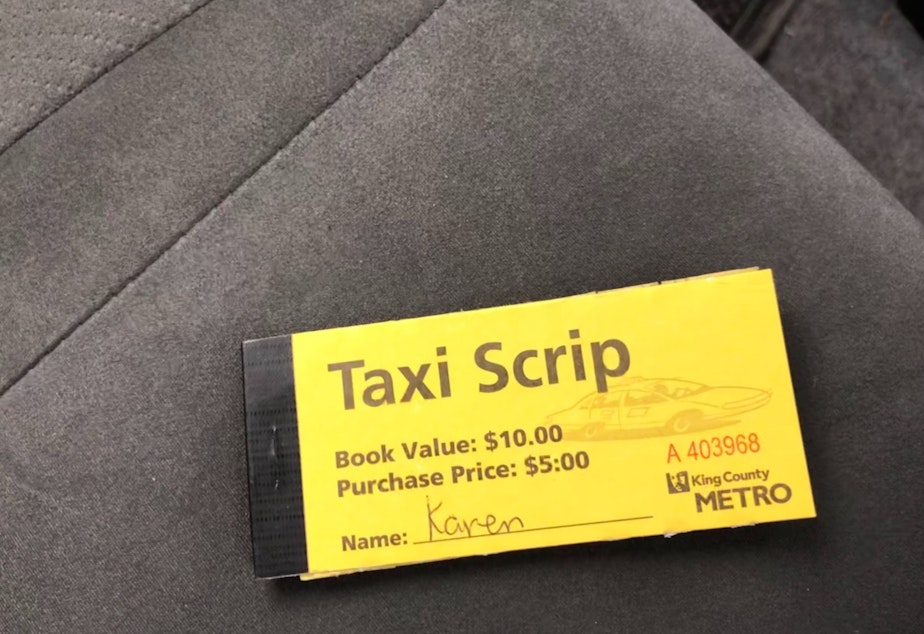 Taxi Scrip
Book Value: $10.00
Purchase Price: $5:00
A 403968
King County
METRO
Name: Karen